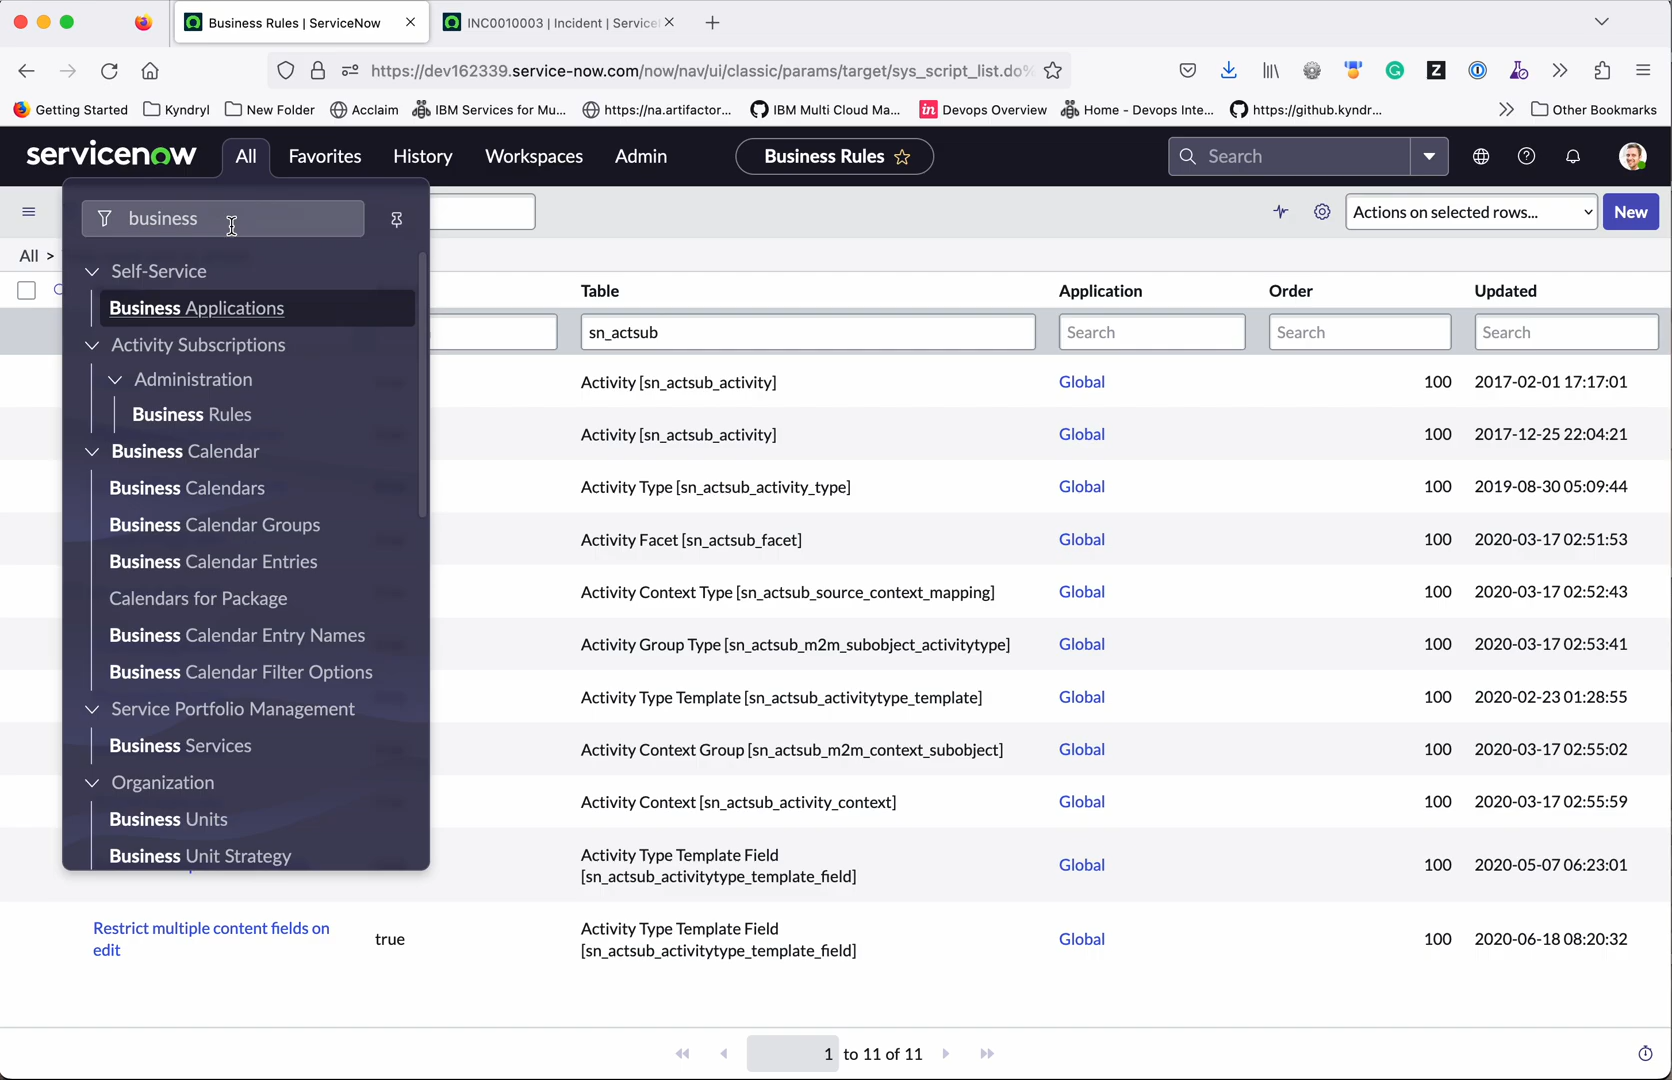 Business Rules | ServiceNow
INC0010003 | Incident | Service
https://dev162339.service-now.com/now/nav/ui/classic/params/target/sys_script_list.do%
Getting Started
Kyndryl
New Folder
Acclaim
IBM Services for Mu...
https://na.artifactor...
IBM Multi Cloud Ma...
Devops Overview
Home - Devops Inte...
https://github.kyndr...
Other Bookmarks
servicenow
All
Favorites
History
Workspaces
Admin
Business Rules
Search
business
Actions on selected rows...
New
All >
Self-Service
Business Applications
Activity Subscriptions
Administration
Business Rules
Business Calendar
Business Calendars
Business Calendar Groups
Business Calendar Entries
Calendars for Package
Business Calendar Entry Names
Business Calendar Filter Options
Service Portfolio Management
Business Services
Organization
Business Units
Business Unit Strategy
Table Application Order Updated
sn_actsub Search Search Search
Activity [sn_actsub_activity] Global 100 2017-02-01 17:17:01
Activity [sn_actsub_activity] Global 100 2017-12-25 22:04:21
Activity Type [sn_actsub_activity_type] Global 100 2019-08-30 05:09:44
Activity Facet [sn_actsub_facet] Global 100 2020-03-17 02:51:53
Activity Context Type [sn_actsub_source_context_mapping] Global 100 2020-03-17 02:52:43
Activity Group Type [sn_actsub_m2m_subobject_activitytype] Global 100 2020-03-17 02:53:41
Activity Type Template [sn_actsub_activitytype_template] Global 100 2020-02-23 01:28:55
Activity Context Group [sn_actsub_m2m_context_subobject] Global 100 2020-03-17 02:55:02
Activity Context [sn_actsub_activity_context] Global 100 2020-03-17 02:55:59
Activity Type Template Field
[sn_actsub_activitytype_template_field] Global 100 2020-05-07 06:23:01
Restrict multiple content fields on
edit
true
Activity Type Template Field
[sn_actsub_activitytype_template_field] Global 100 2020-06-18 08:20:32
1 to 11 of 11